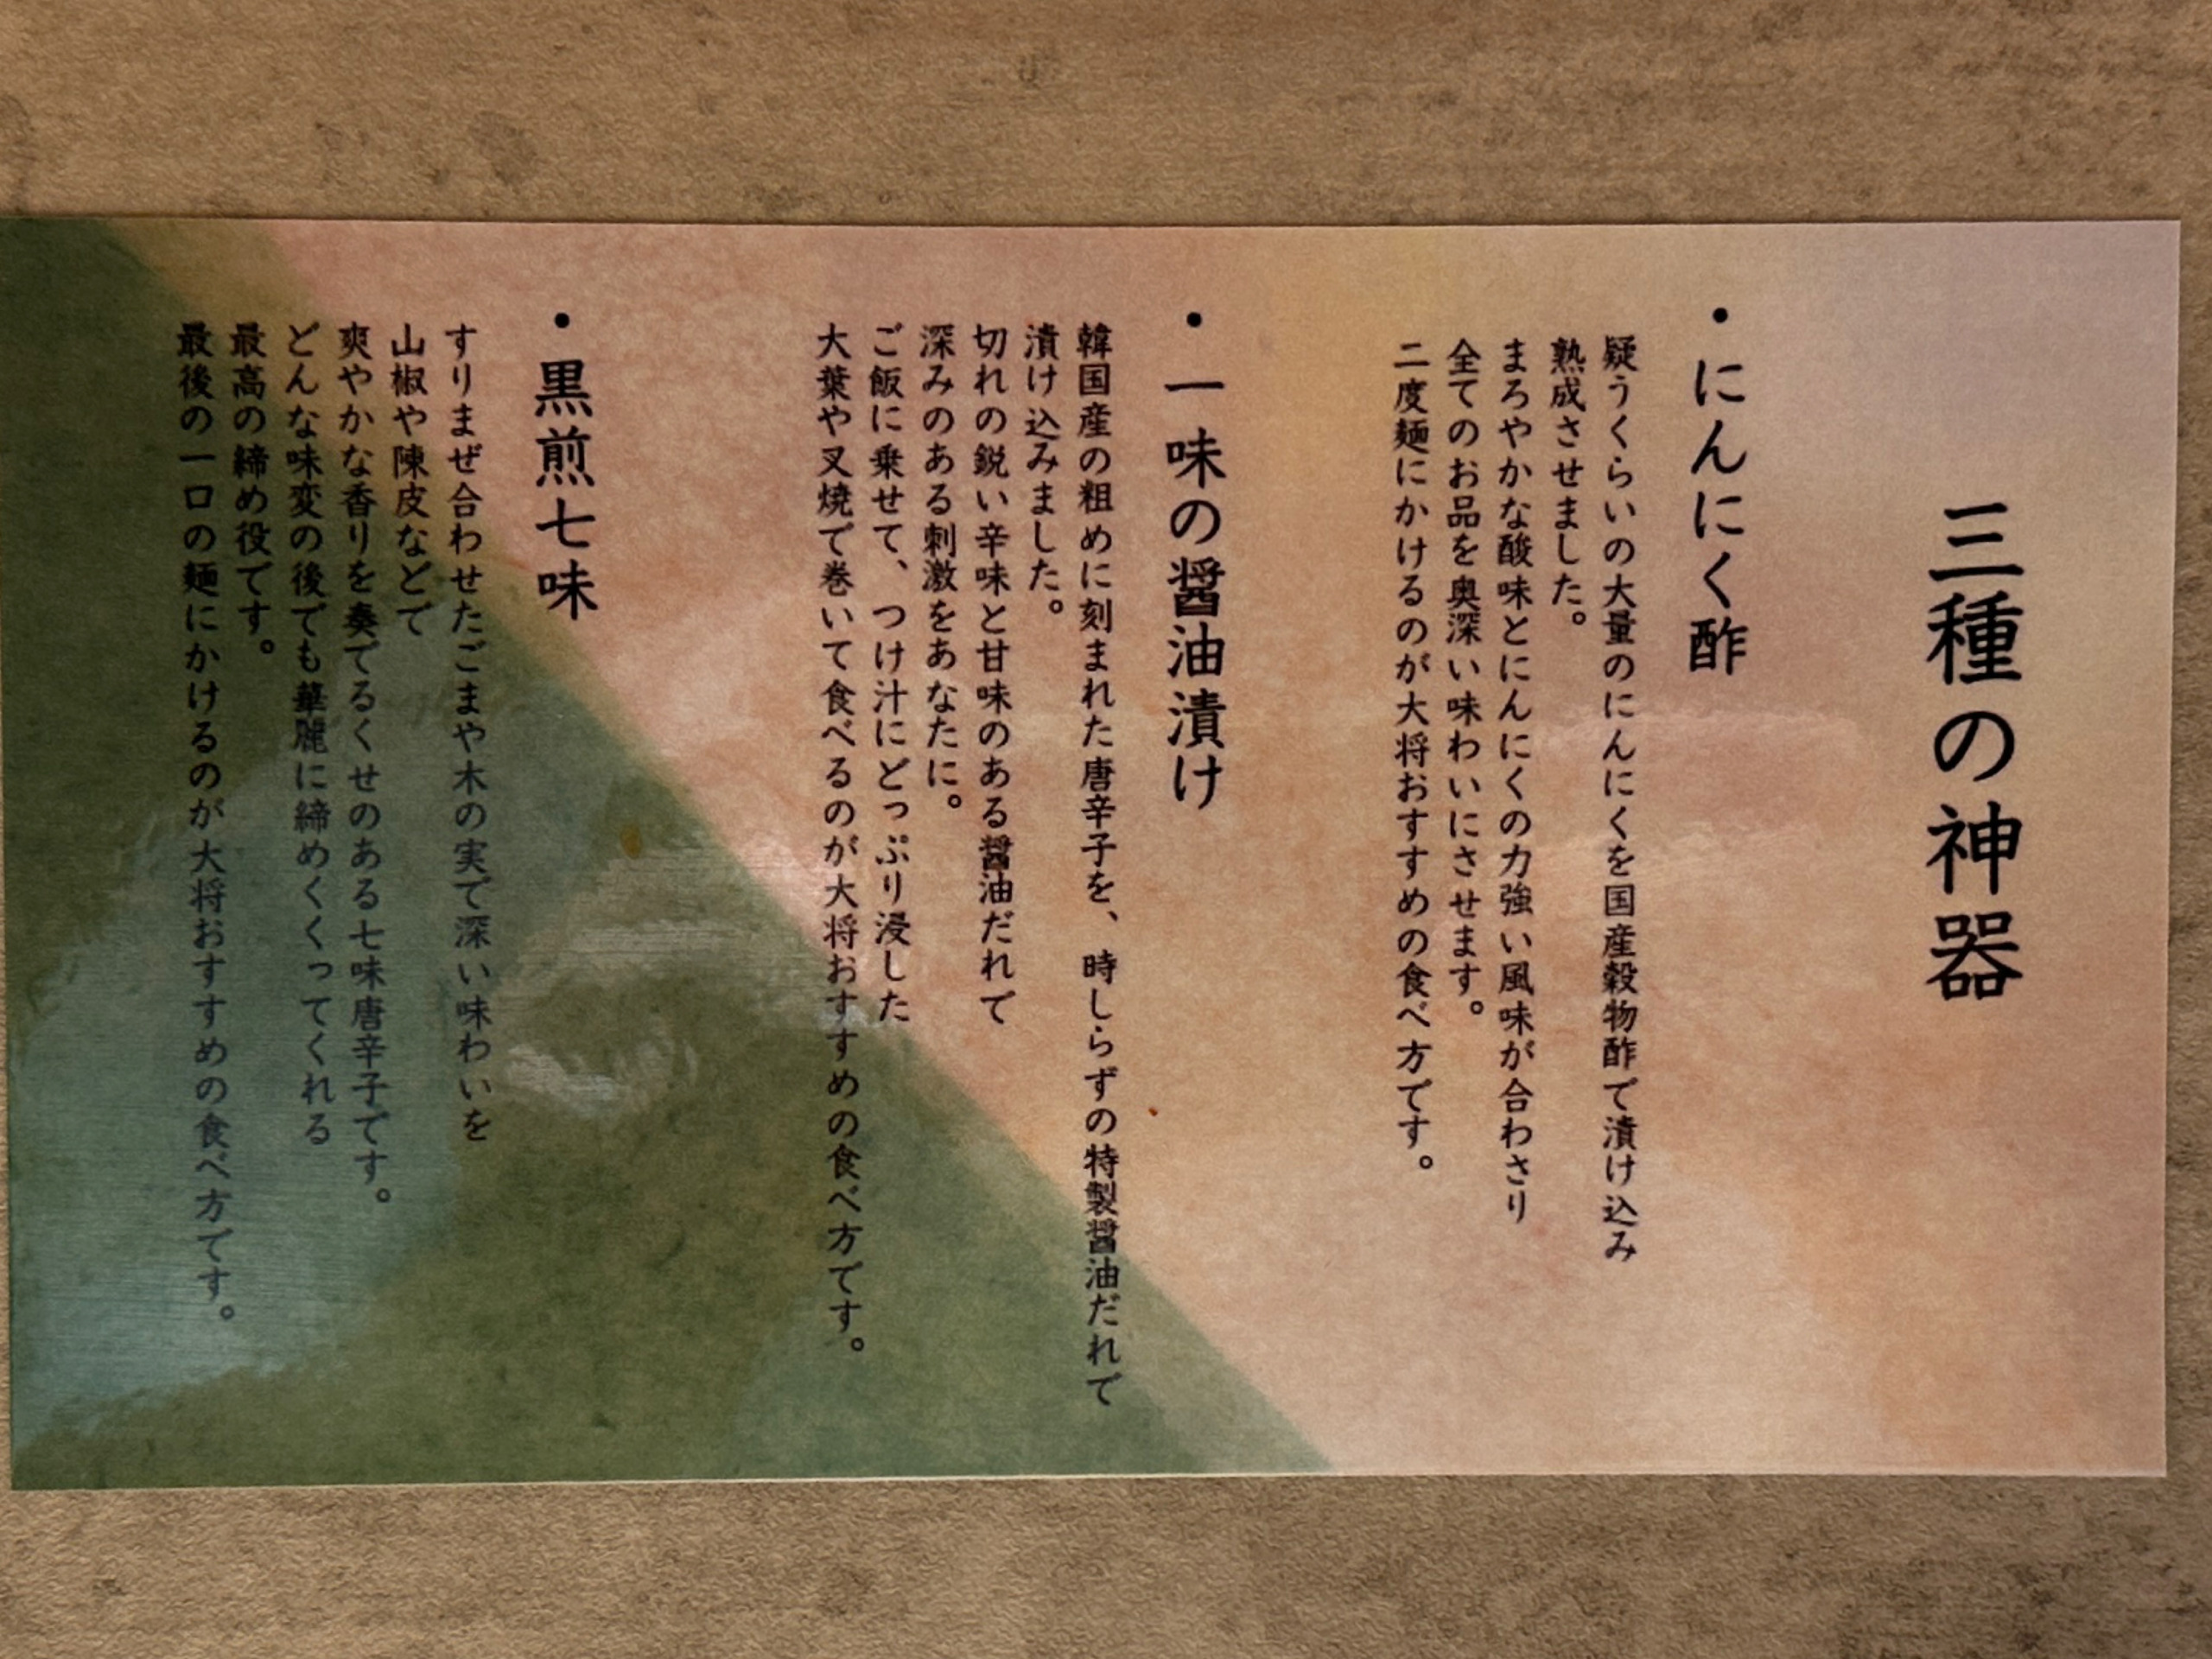 三種の神器
・にんにく酢
疑うくらいの大量のにんにくを国産穀物酢で漬け込み
熟成させました。
まろやかな酸味とにんにくの力強い風味が合わさり
全てのお品を奥深い味わいにさせます。
二度麺にかけるのが大将おすすめの食べ方です。
・一味の醤油漬け
韓国産の粗めに刻まれた唐辛子を、時しらずの特製醤油だれで
漬け込みました。
切れの鋭い辛味と甘味のある醤油だれで
深みのある刺激をあなたに。
ご飯に乗せて、つけ汁にどっぷり浸した
大葉や叉焼で巻いて食べるのが大将おすすめの食べ方です。
・黒煎七味
すりまぜ合わせたごまや木の実で深い味わいを
山椒や陳皮などで
爽やかな香りを奏でるくせのある七味唐辛子です。
どんな味変の後でも華麗に締めくくってくれる
最高の締め役です。
最後の一口の麺にかけるのが大将おすすめの食べ方です。